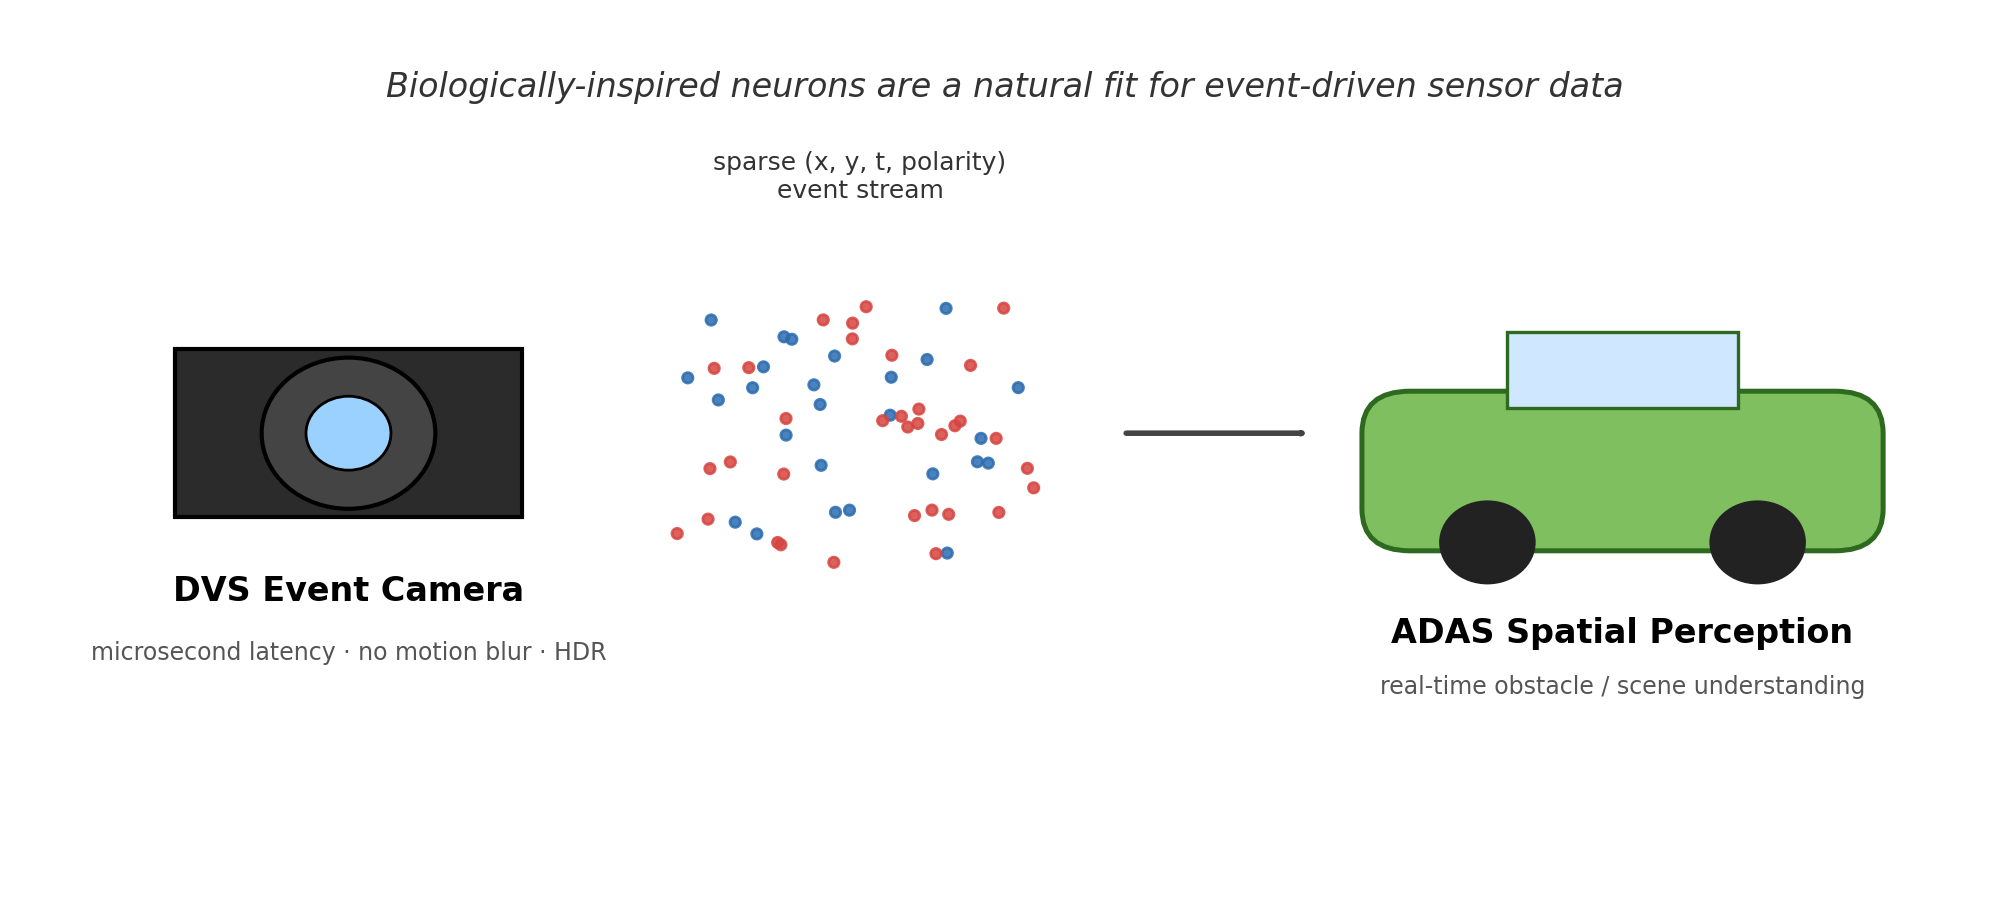 Biologically-inspired neurons are a natural fit for event-driven sensor data
sparse (x, y, t, polarity)
event stream
DVS Event Camera
microsecond latency · no motion blur · HDR
ADAS Spatial Perception
real-time obstacle / scene understanding